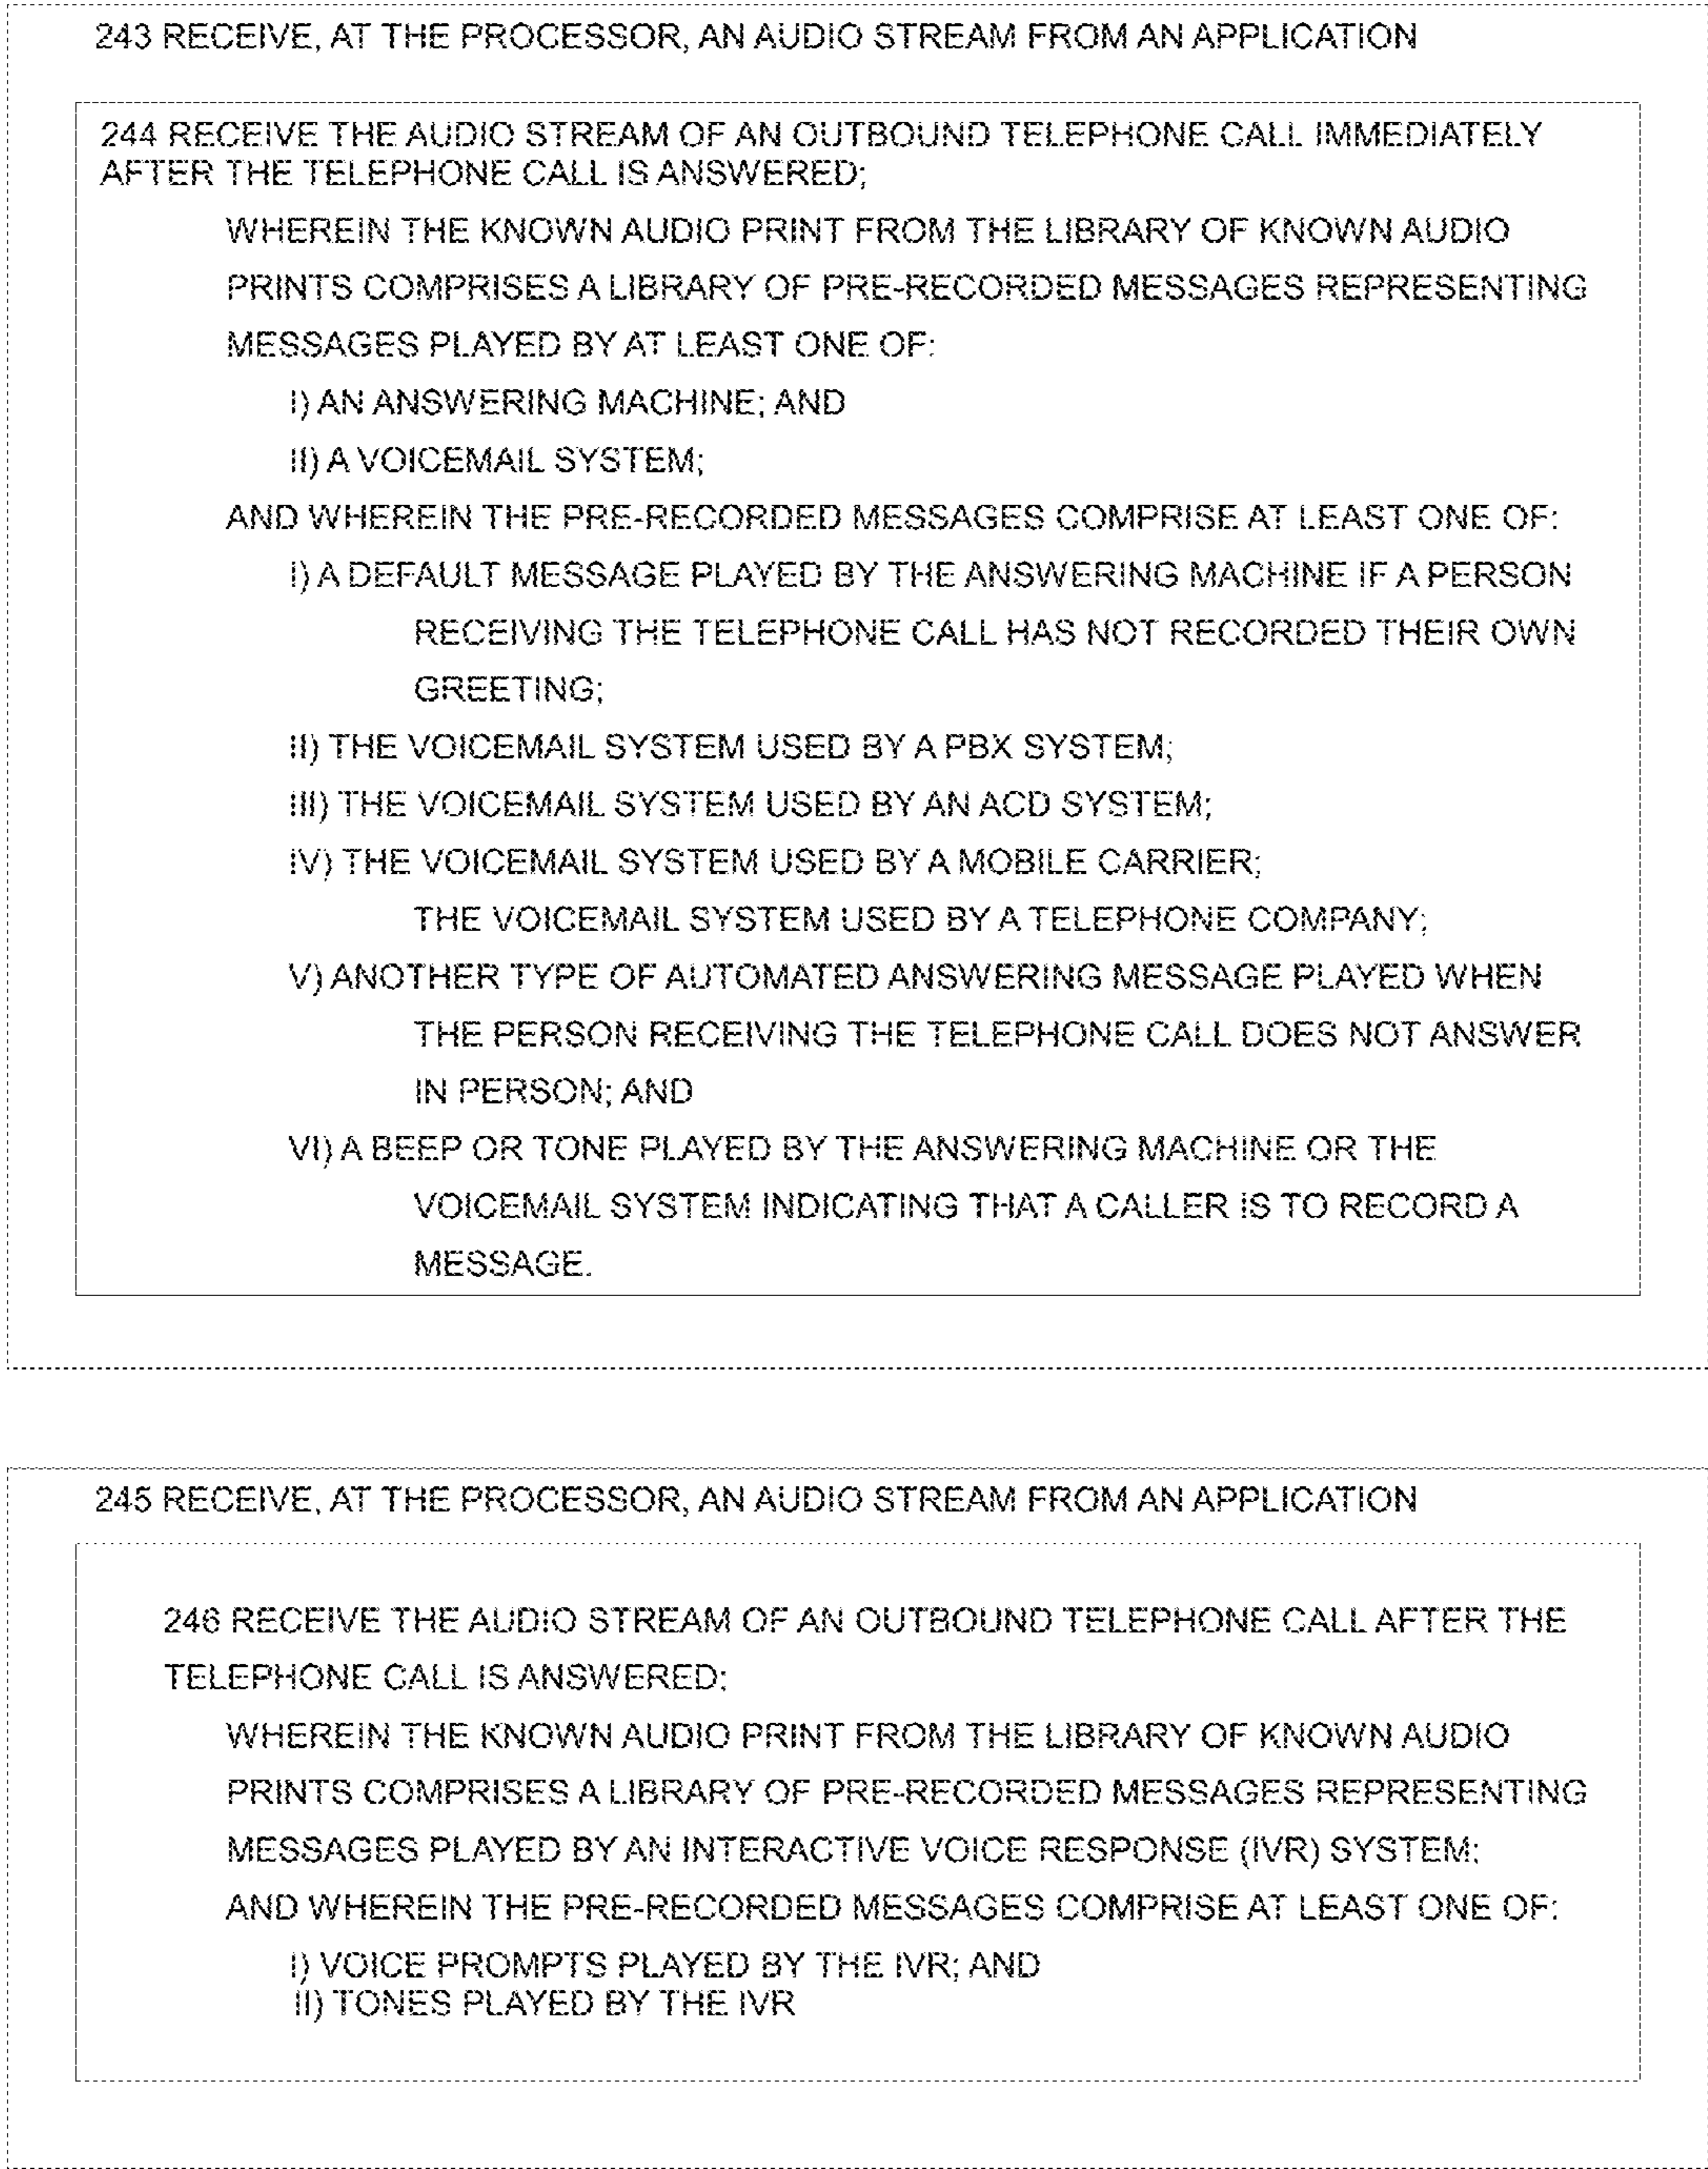 243 RECEIVE, AT THE PROCESSOR, AN AUDIO STREAM FROM AN APPLICATION
244 RECEIVE THE AUDIO STREAM OF AN OUTBOUND TELEPHONE CALL IMMEDIATELY
AFTER THE TELEPHONE CALL IS ANSWERED;
WHEREIN THE KNOWN AUDIO PRINT FROM THE LIBRARY OF KNOWN AUDIO
PRINTS COMPRISES A LIBRARY OF PRE-RECORDED MESSAGES REPRESENTING
MESSAGES PLAYED BY AT LEAST ONE OF:
I) AN ANSWERING MACHINE; AND
II) A VOICEMAIL SYSTEM;
AND WHEREIN THE PRE-RECORDED MESSAGES COMPRISE AT LEAST ONE OF:
I) A DEFAULT MESSAGE PLAYED BY THE ANSWERING MACHINE IF A PERSON
RECEIVING THE TELEPHONE CALL HAS NOT RECORDED THEIR OWN
GREETING;
II) THE VOICEMAIL SYSTEM USED BY A PBX SYSTEM;
III) THE VOICEMAIL SYSTEM USED BY AN ACD SYSTEM;
IV) THE VOICEMAIL SYSTEM USED BY A MOBILE CARRIER;
THE VOICEMAIL SYSTEM USED BY A TELEPHONE COMPANY;
V) ANOTHER TYPE OF AUTOMATED ANSWERING MESSAGE PLAYED WHEN
THE PERSON RECEIVING THE TELEPHONE CALL DOES NOT ANSWER
IN PERSON; AND
VI) A BEEP OR TONE PLAYED BY THE ANSWERING MACHINE OR THE
VOICEMAIL SYSTEM INDICATING THAT A CALLER IS TO RECORD A
MESSAGE.
245 RECEIVE, AT THE PROCESSOR, AN AUDIO STREAM FROM AN APPLICATION
246 RECEIVE THE AUDIO STREAM OF AN OUTBOUND TELEPHONE CALL AFTER THE
TELEPHONE CALL IS ANSWERED;
WHEREIN THE KNOWN AUDIO PRINT FROM THE LIBRARY OF KNOWN AUDIO
PRINTS COMPRISES A LIBRARY OF PRE-RECORDED MESSAGES REPRESENTING
MESSAGES PLAYED BY AN INTERACTIVE VOICE RESPONSE (IVR) SYSTEM;
AND WHEREIN THE PRE-RECORDED MESSAGES COMPRISE AT LEAST ONE OF:
I) VOICE PROMPTS PLAYED BY THE IVR; AND
II) TONES PLAYED BY THE IVR